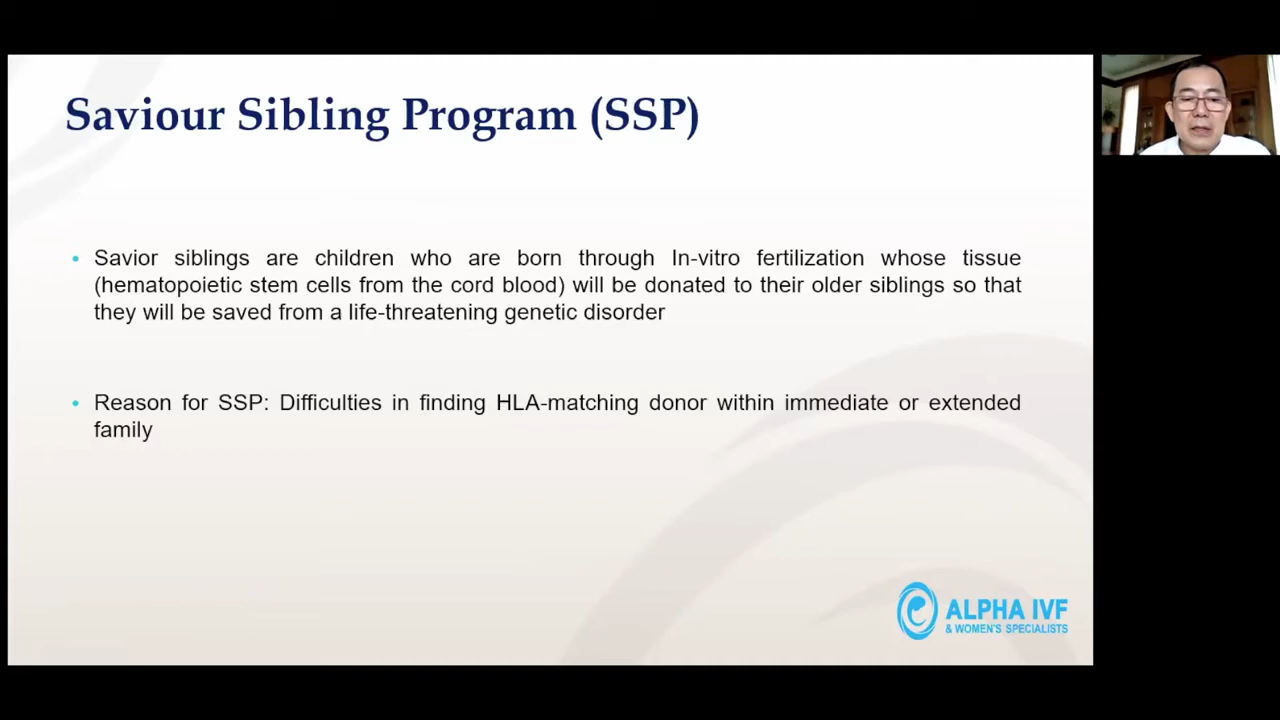 Saviour Sibling Program (SSP)
• Savior siblings are children who are born through In-vitro fertilization whose tissue
(hematopoietic stem cells from the cord blood) will be donated to their older siblings so that
they will be saved from a life-threatening genetic disorder
• Reason for SSP: Difficulties in finding HLA-matching donor within immediate or extended
family
ALPHA IVF
& WOMEN'S SPECIALISTS